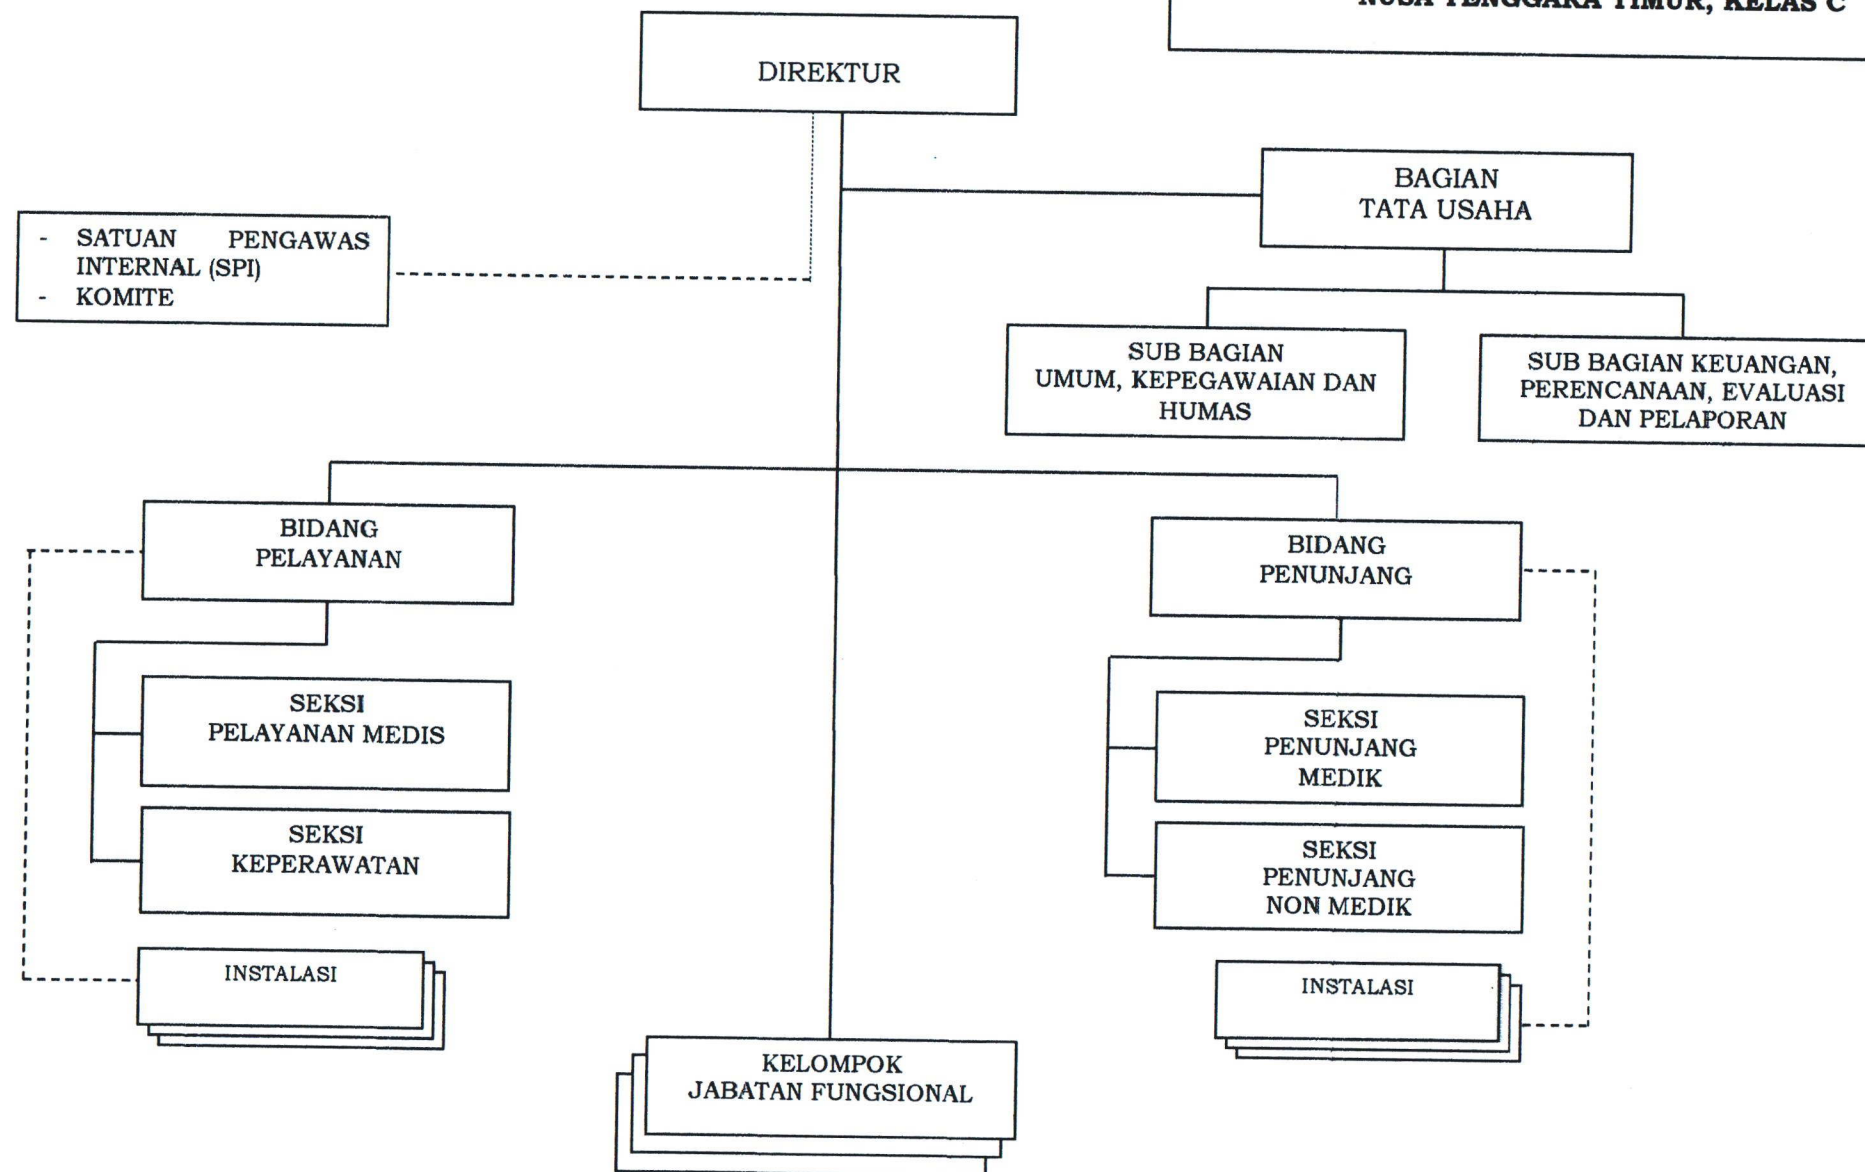 NUSA TENGGARA TIMUR, KELAS C
DIREKTUR
BAGIAN
TATA USAHA
- SATUAN PENGAWAS
INTERNAL (SPI)
- KOMITE
SUB BAGIAN
UMUM, KEPEGAWAIAN DAN
HUMAS
SUB BAGIAN KEUANGAN,
PERENCANAAN, EVALUASI
DAN PELAPORAN
BIDANG
PELAYANAN
BIDANG
PENUNJANG
SEKSI
PELAYANAN MEDIS
SEKSI
PENUNJANG
MEDIK
SEKSI
KEPERAWATAN
SEKSI
PENUNJANG
NON MEDIK
INSTALASI
INSTALASI
KELOMPOK
JABATAN FUNGSIONAL